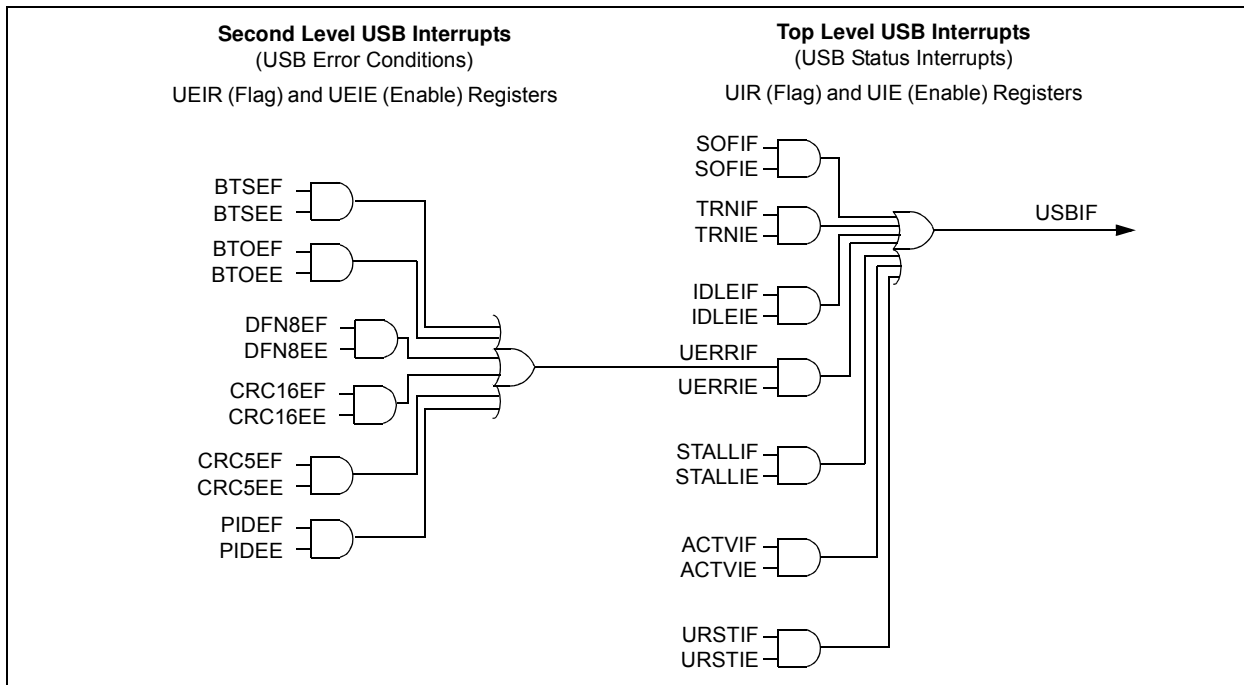 Second Level USB Interrupts
(USB Error Conditions)
UEIR (Flag) and UEIE (Enable) Registers
BTSEF
BTSEE
BTOEF
BTOEE
DFN8EF
DFN8EE
CRC16EF
CRC16EE
CRC5EF
CRC5EE
PIDEF
PIDEE
Top Level USB Interrupts
(USB Status Interrupts)
UIR (Flag) and UIE (Enable) Registers
SOFIF
SOFIE
TRNIF
TRNIE
IDLEIF
IDLEIE
UERRIF
UERRIE
STALLIF
STALLIE
ACTVIF
ACTVIE
URSTIF
URSTIE
USBIF